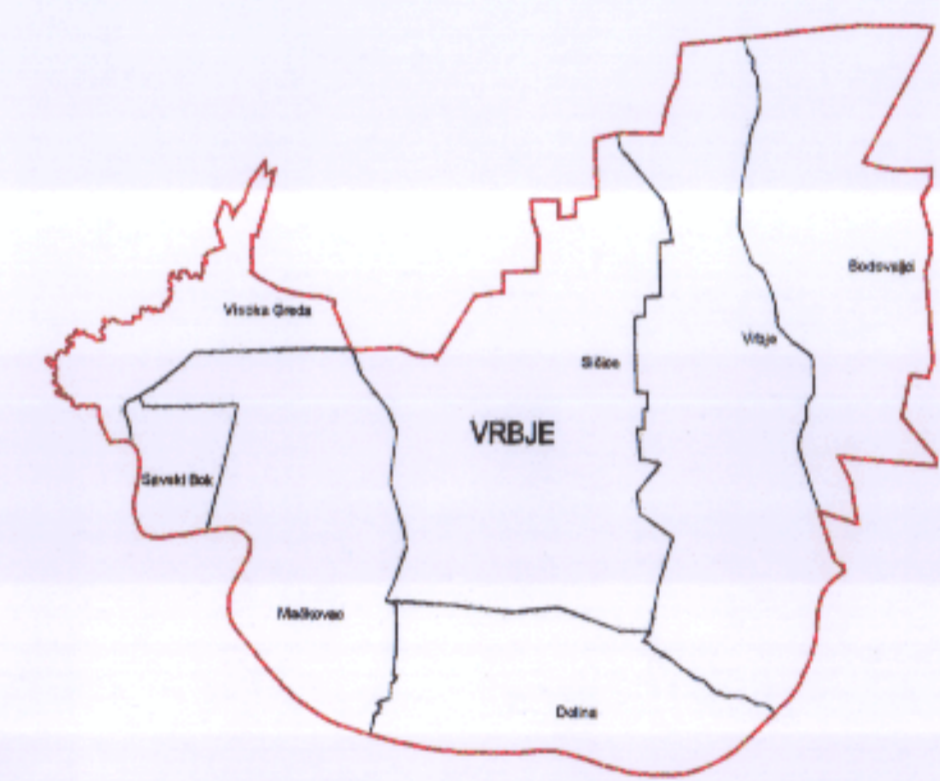 Bodovaljci
Visoka Greda
Vrbje
Sičice
VRBJE
Savski Bok
Mačkovac
Dolina